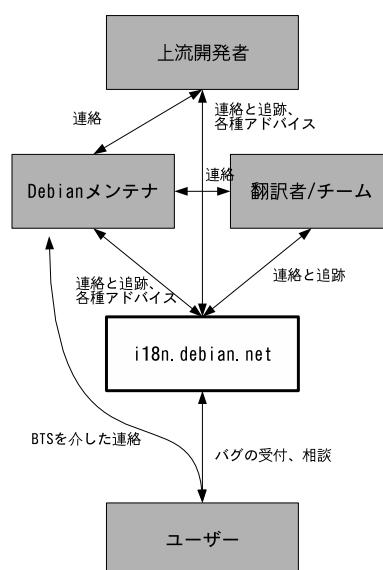 上流開発者
連絡
連絡と追跡、
各種アドバイス
連絡
Debianメンテナ
翻訳者/チーム
連絡と追跡、
各種アドバイス
連絡と追跡
i18n.debian.net
BTSを介した連絡
バグの受付、相談
ユーザー